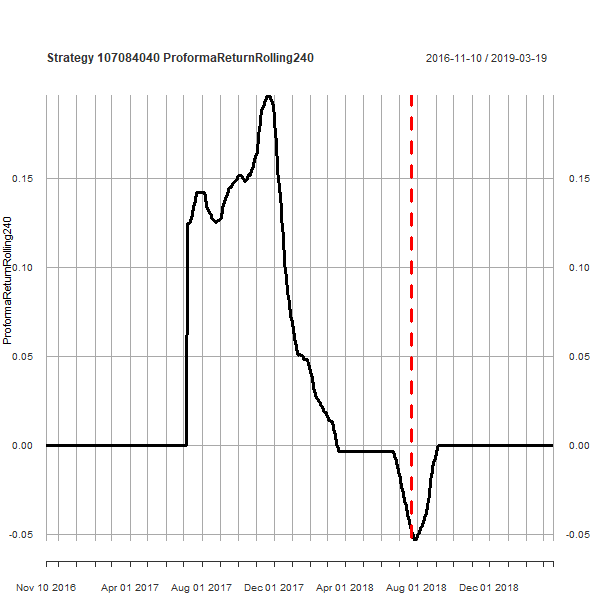 Strategy 107084040 ProformaReturnRolling240
2016-11-10 / 2019-03-19
ProformaReturnRolling240
0.15
0.10
0.05
0.00
-0.05
0.15
0.10
0.05
0.00
-0.05
Nov 10 2016
Apr 01 2017
Aug 01 2017
Dec 01 2017
Apr 01 2018
Aug 01 2018
Dec 01 2018